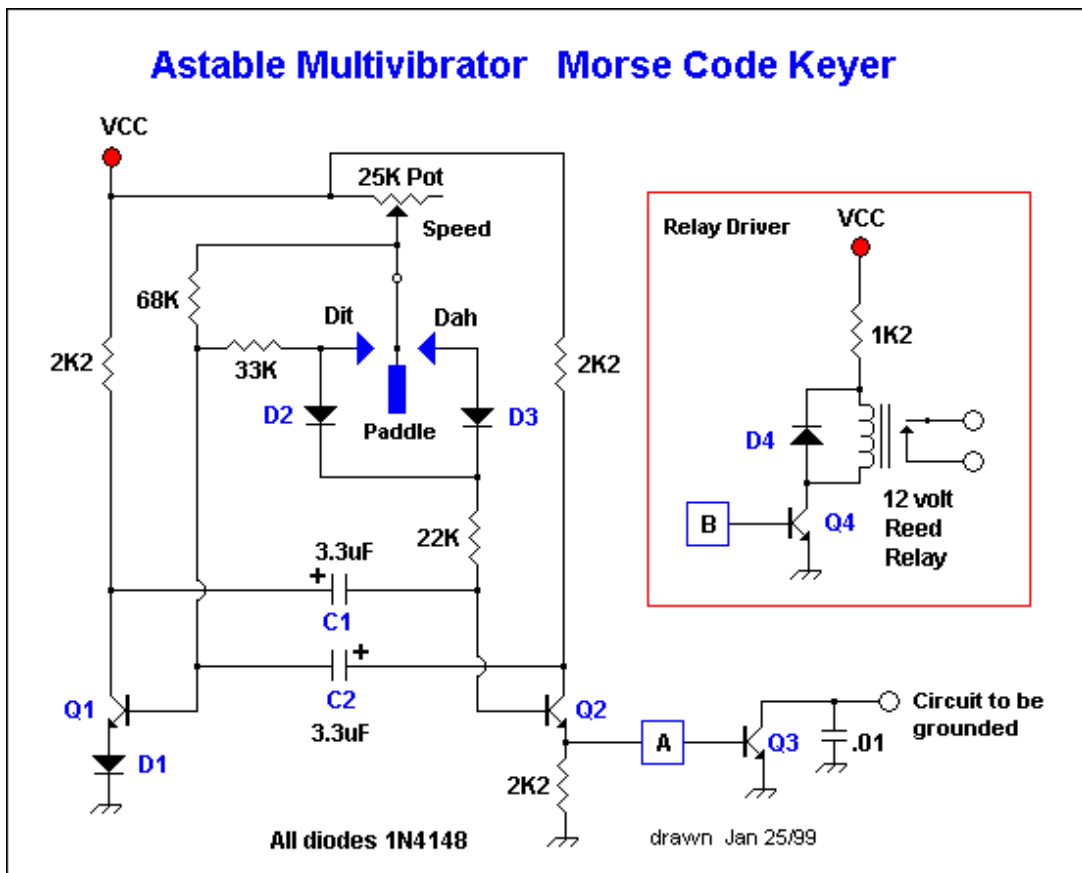 Astable Multivibrator   Morse Code Keyer
VCC
25K Pot
Speed
68K
Dit
Dah
2K2
33K
2K2
D2
D3
Paddle
22K
3.3uF
+
C1
+
C2
3.3uF
Q1
Q2
D1
2K2
A
Q3
.01
Circuit to be
grounded
All diodes 1N4148
drawn Jan 25/99
Relay Driver
VCC
1K2
D4
B
Q4
12 volt
Reed
Relay